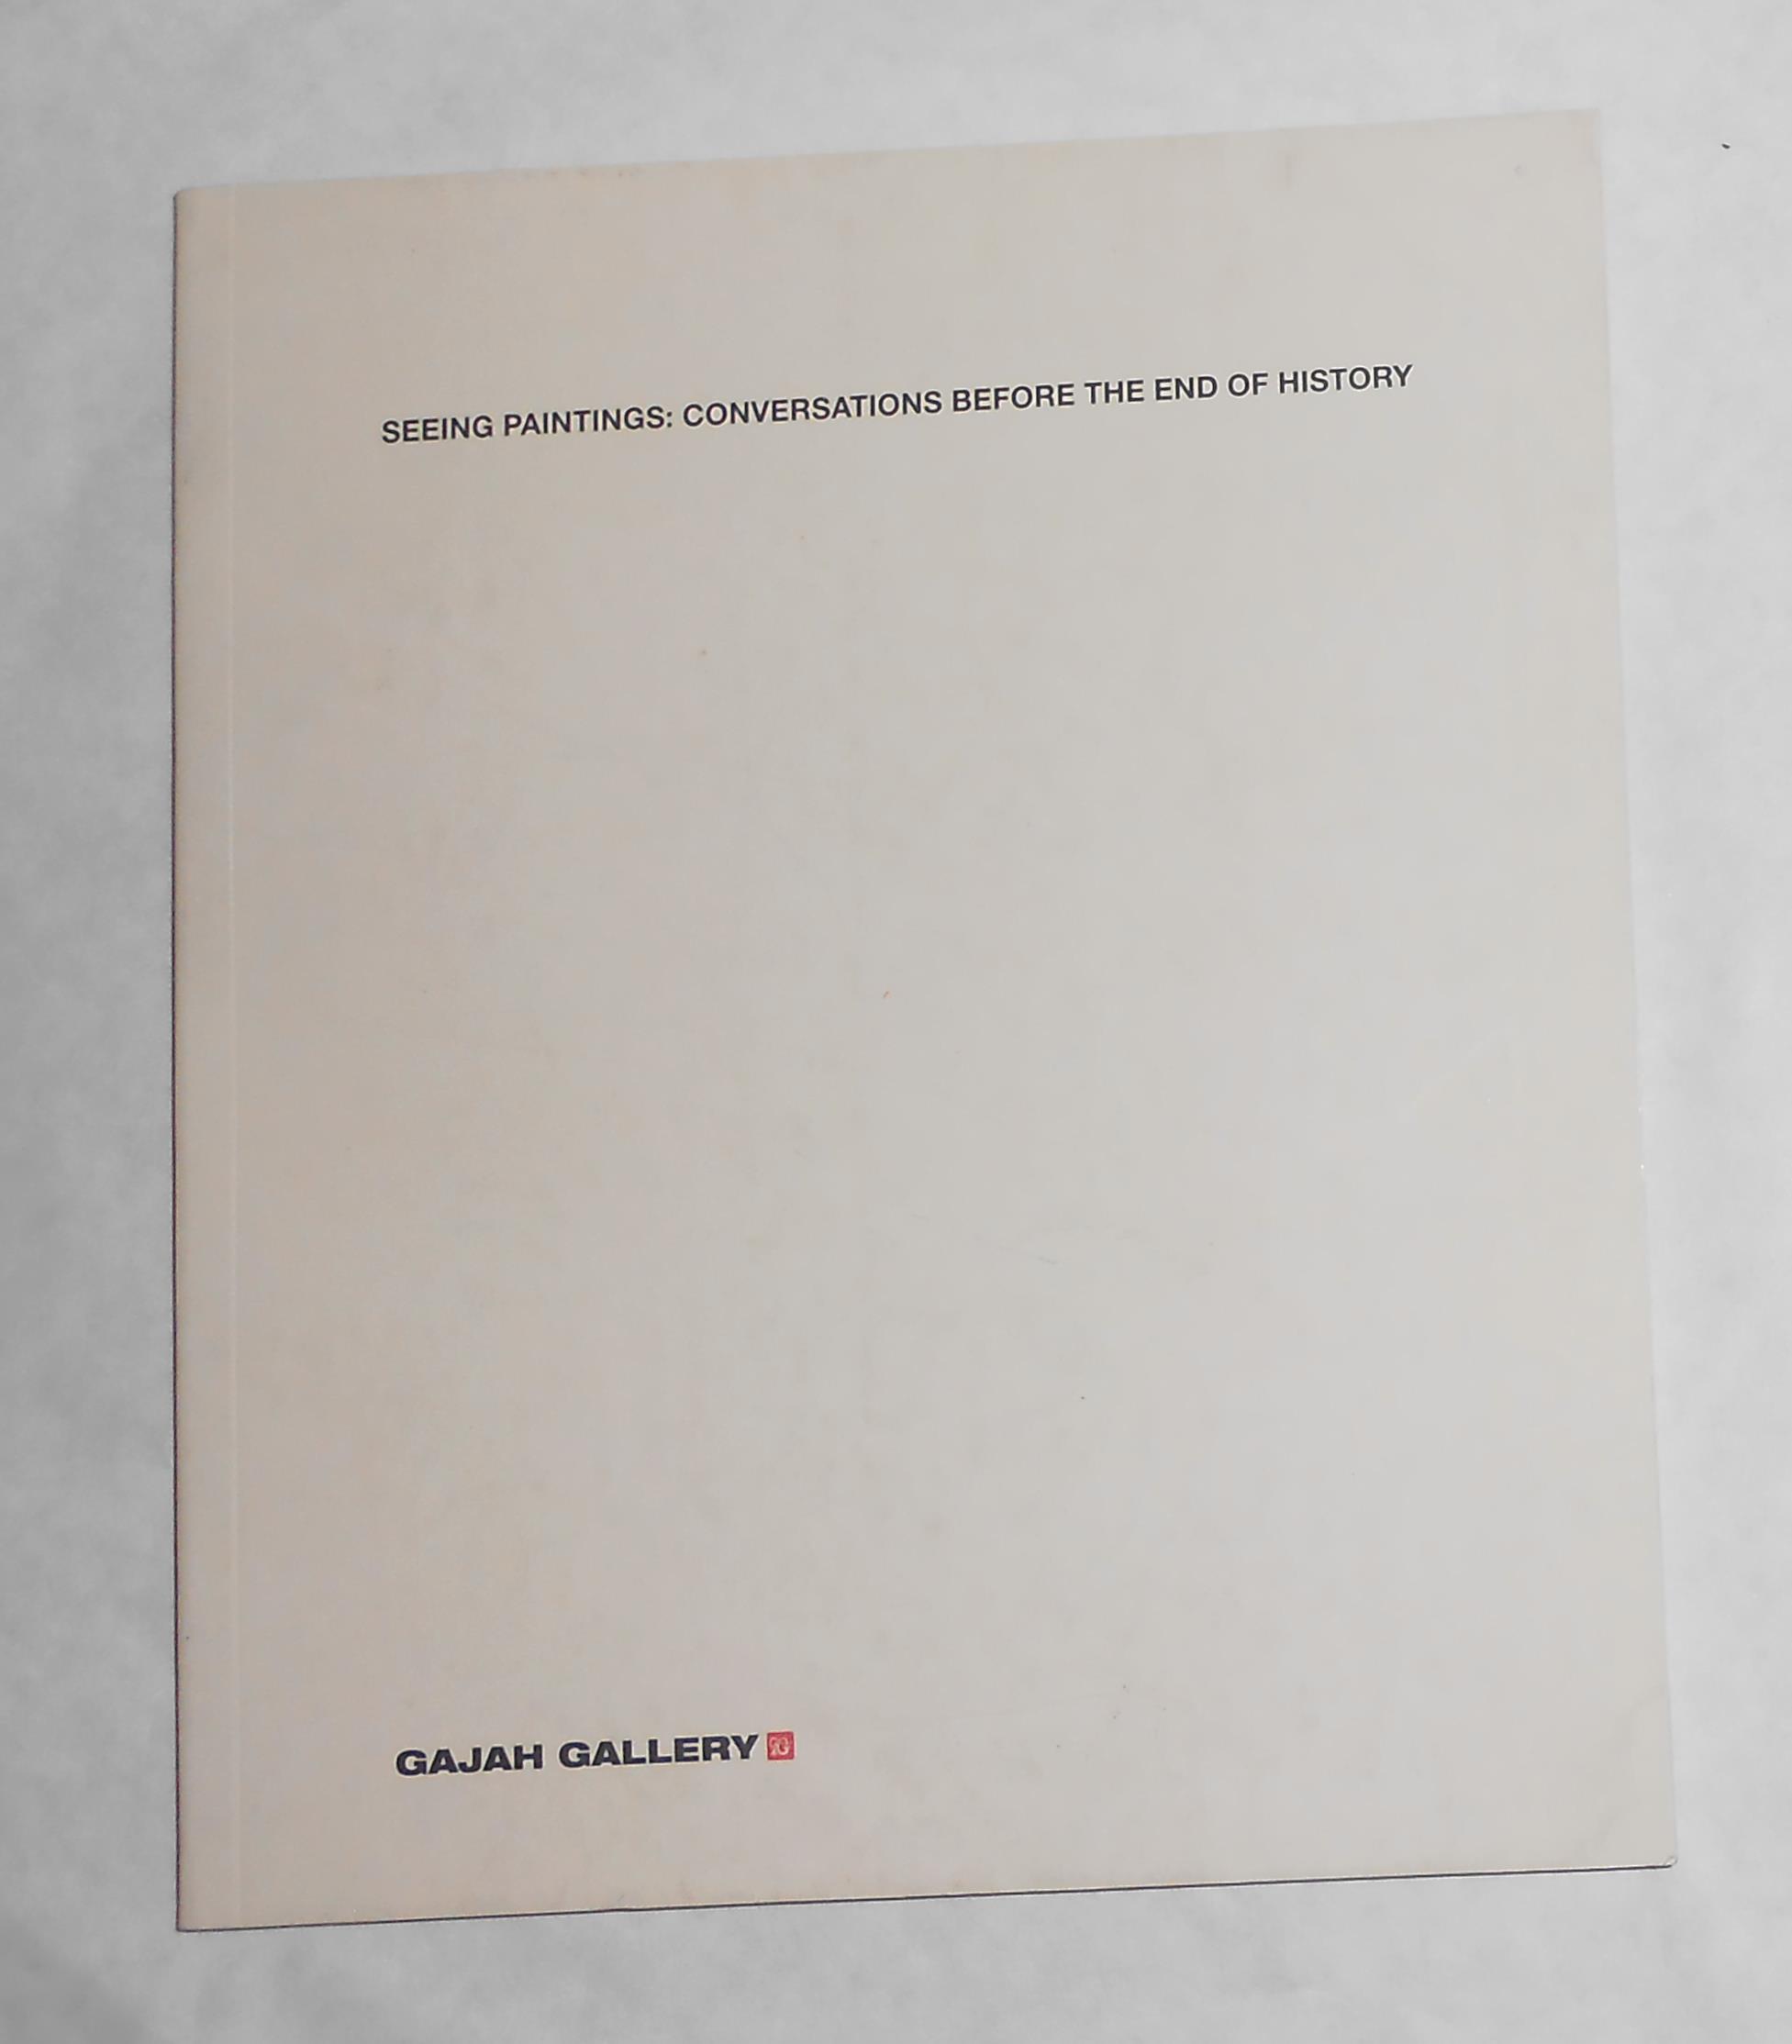 SEEING PAINTINGS: CONVERSATIONS BEFORE THE END OF HISTORY
GAJAH GALLERY